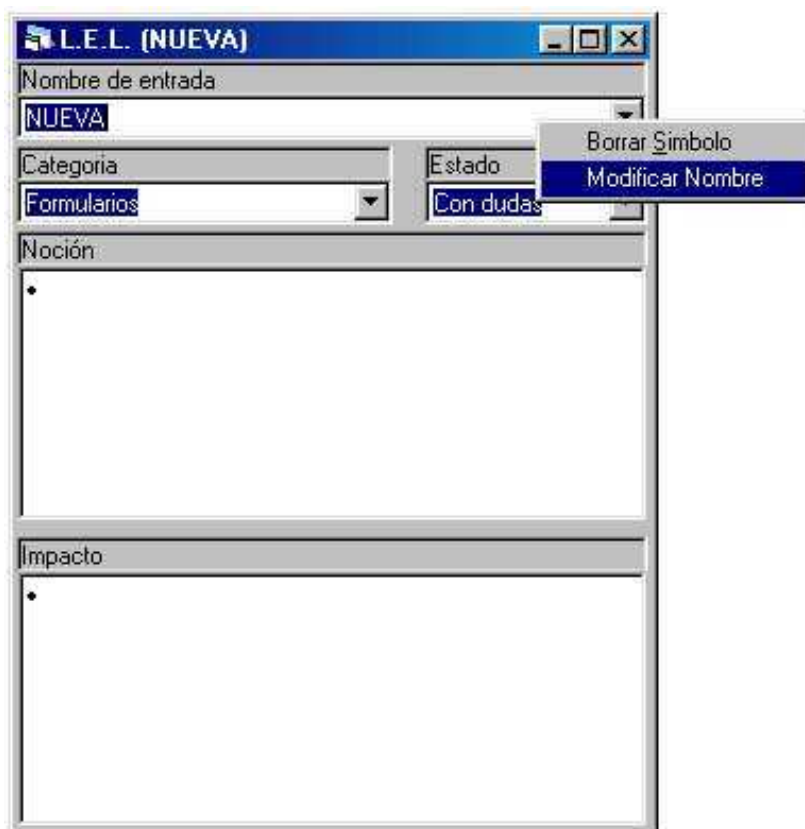 L.E.L. (NUEVA)
Nombre de entrada
NUEVA
Borrar Simbolo
Modificar Nombre
Categoria
Estado
Formularios
Con dudas
Noción
•
Impacto
•